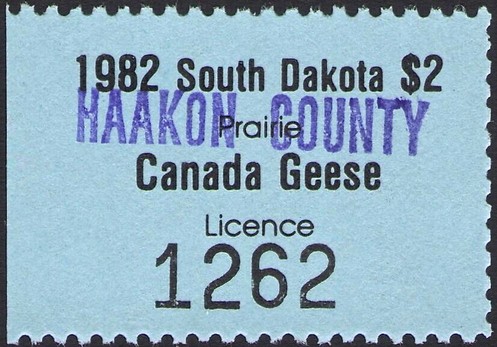 1982 South Dakota $2
HAAKON COUNTY
Prairie
Canada Geese
Licence
1262